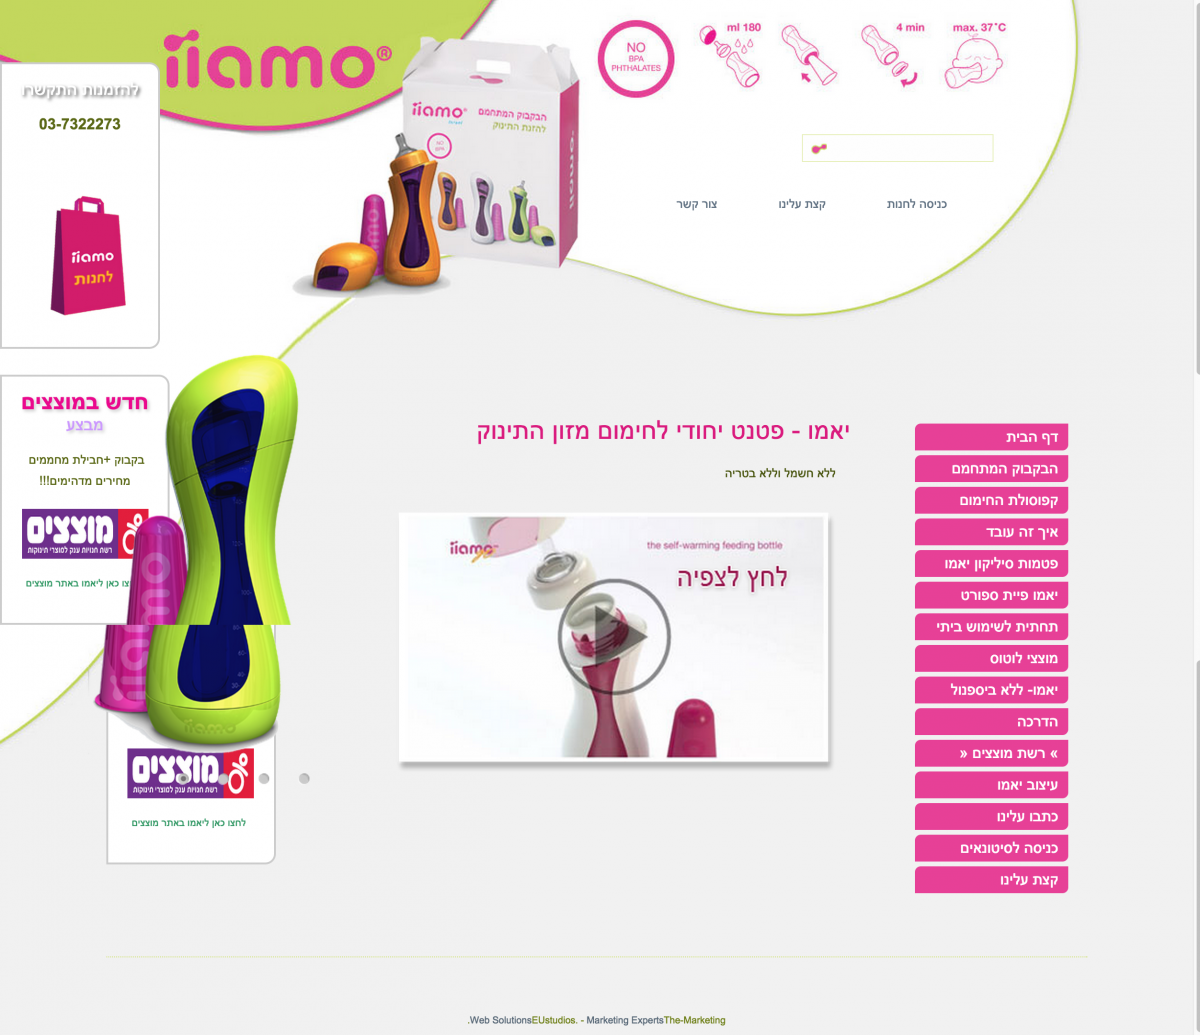 iiamo®
NO
BPA
PHTHALATES
ml 180
4 min
max. 37°C
להזמנות התקשרו
03-7322273
iiamo®
הבקבוק המתחמם
להזנת התינוק
NO
BPA
iiamo
iiamo
לחנות
כניסה לחנות
קצת עלינו
צור קשר
חדש במוצצים
מבצע
בקבוק +חבילת מחממים
מחירים מדהימים!!!
מוצצים %
רשת חנויות ענק למוצרי תינוקות
צו כאן ליאמו באתר מוצצים
iiamo
iiamo
iiamo
מוצצים %
רשת חנויות ענק למוצרי תינוקות
לחצו כאן ליאמו באתר מוצצים
יאמו - פטנט יחודי לחימום מזון התינוק
ללא חשמל וללא בטריה
iiamo
the self-warming feeding bottle
לחץ לצפיה
דף הבית
הבקבוק המתחמם
קפוסולת החימום
איך זה עובד
פטמות סיליקון יאמו
יאמו פיית ספורט
תחתית לשימוש ביתי
מוצצי לוטוס
יאמו- ללא ביספנול
הדרכה
» רשת מוצצים «
עיצוב יאמו
כתבו עלינו
כניסה לסיטונאים
קצת עלינו
.Web SolutionsEUstudios. - Marketing ExpertsThe-Marketing